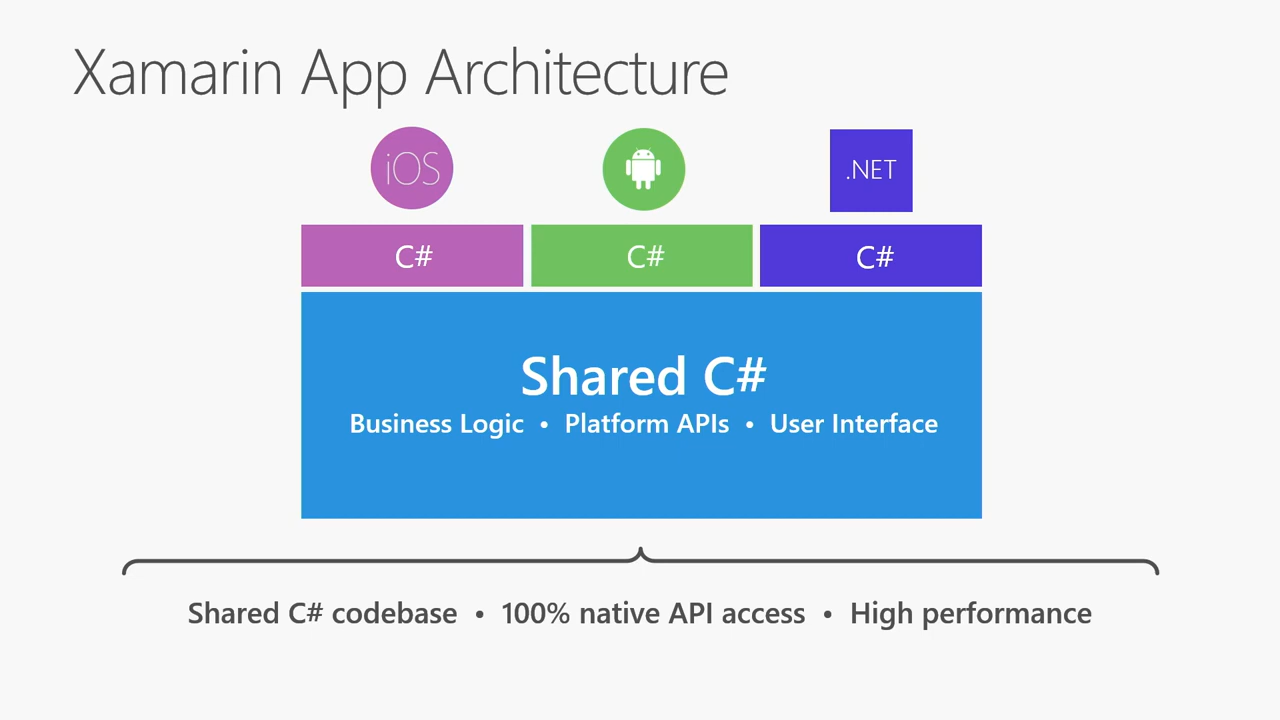 Xamarin App Architecture
iOS
.NET
C# C# C#
Shared C#
Business Logic • Platform APIs • User Interface
Shared C# codebase • 100% native API access • High performance